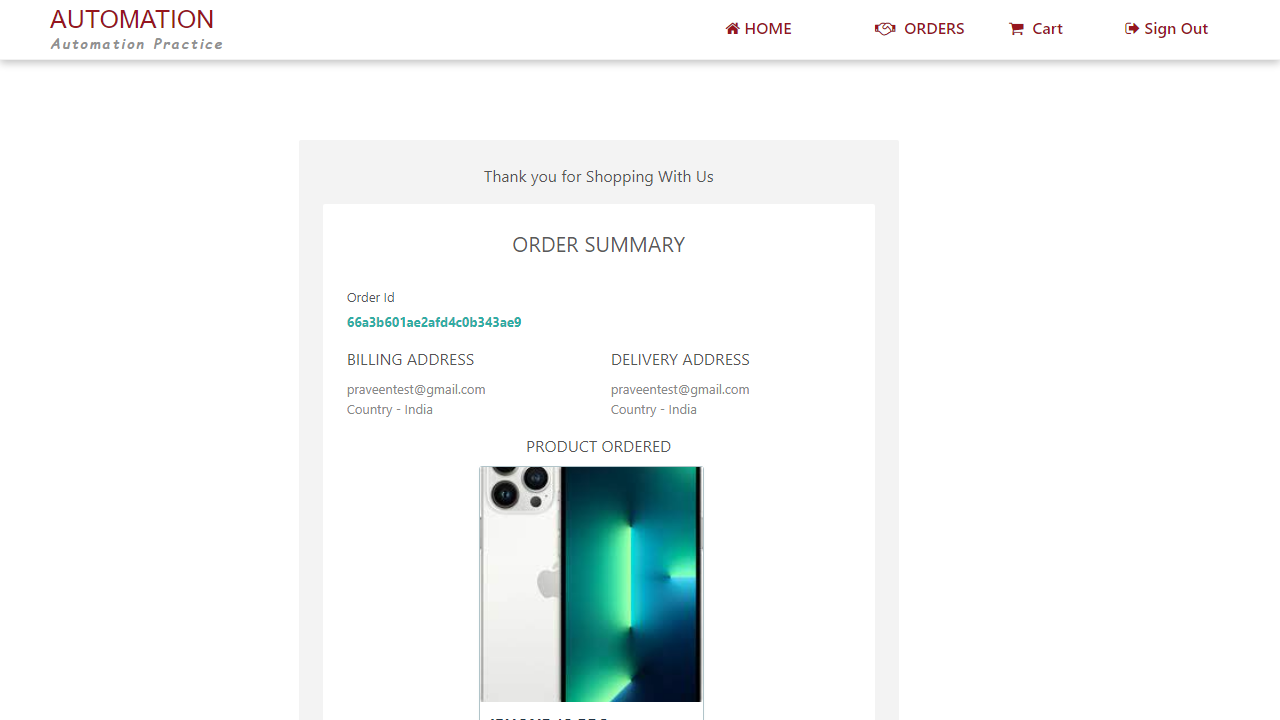 AUTOMATION
Automation Practice
HOME
ORDERS
Cart
Sign Out
Thank you for Shopping With Us
ORDER SUMMARY
Order Id
66a3b601ae2afd4c0b343ae9
BILLING ADDRESS
praveentest@gmail.com
Country - India
DELIVERY ADDRESS
praveentest@gmail.com
Country - India
PRODUCT ORDERED